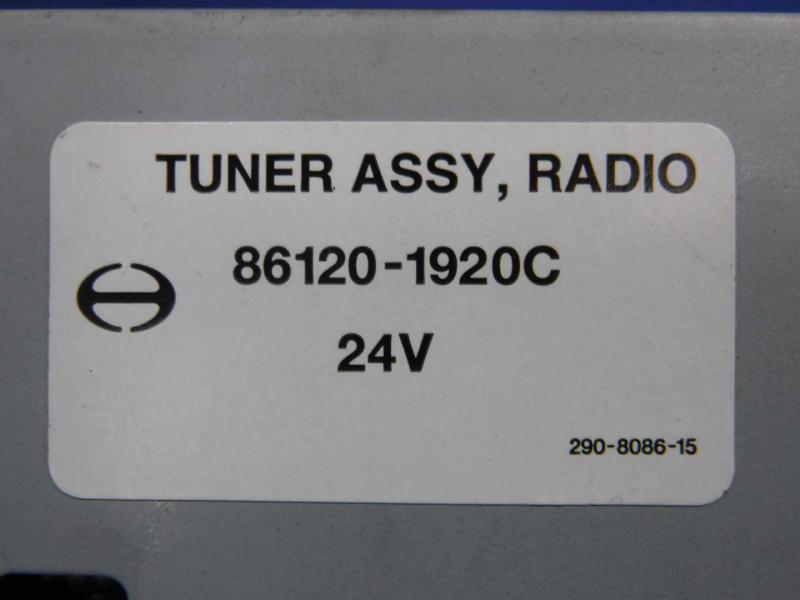 TUNER ASSY, RADIO
86120-1920C
24V
290-8086-15